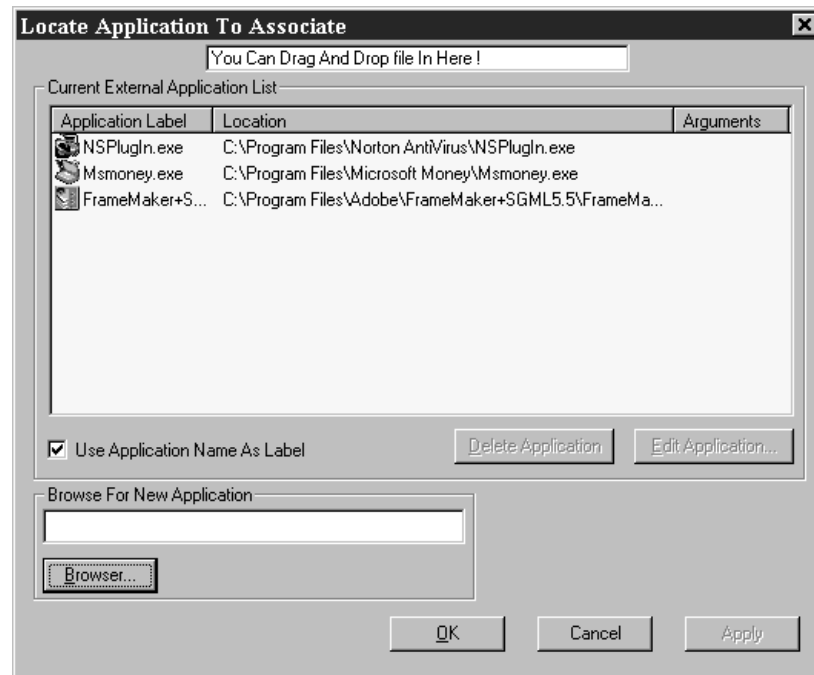 Locate Application To Associate
You Can Drag And Drop file In Here !
Current External Application List
Application Label Location Arguments
NSPlugIn.exe C:\Program Files\Norton AntiVirus\NSPlugIn.exe
Msmoney.exe C:\Program Files\Microsoft Money\Msmoney.exe
FrameMaker+S... C:\Program Files\Adobe\FrameMaker+SGML5.5\FrameMa...
Use Application Name As Label
Delete Application Edit Application...
Browse For New Application
Browser...
OK Cancel Apply